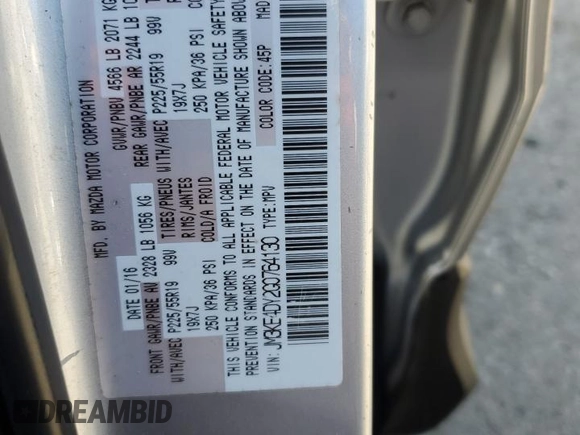 MFD. BY MAZDA MOTOR CORPORATION
DATE 01/16 GVWR/PNBV 4566 LB 2071 KG
FRONT GAWR/PNBE AV 2328 LB 1056 KG REAR GAWR/PNBE AR 2244 LB
WITH/AVEC P225/55R19 99V TIRES/PNEUS WITH/AVEC P225/55R19 99V
19X7J RIMS/JANTES 19X7J
250 KPA/36 PSI COLD/A FROID 250 KPA/36 PSI
THIS VEHICLE CONFORMS TO ALL APPLICABLE FEDERAL MOTOR VEHICLE SAFETY
PREVENTION STANDARDS IN EFFECT ON THE DATE OF MANUFACTURE SHOWN ABOV
VIN: JM3KE4DY2G0764130 TYPE: MPV COLOR CODE: 45P MAD
DREAMBID